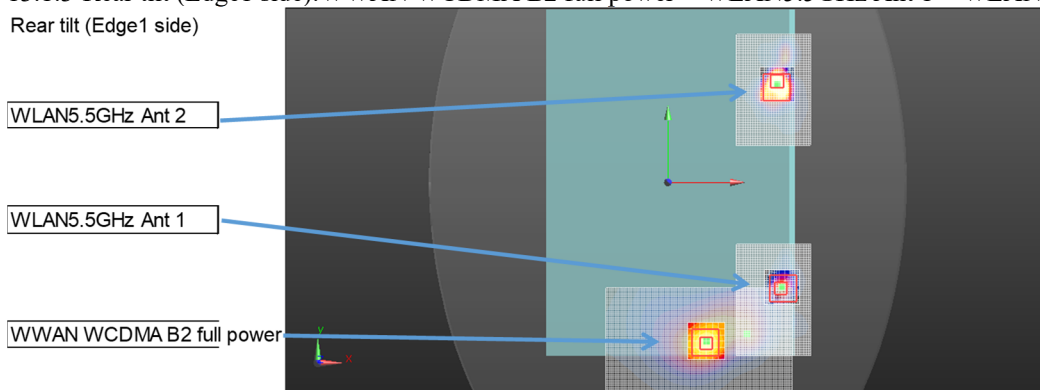 Rear tilt (Edge1 side)
WLAN5.5GHz Ant 2
WLAN5.5GHz Ant 1
WWAN WCDMA B2 full power
y
x